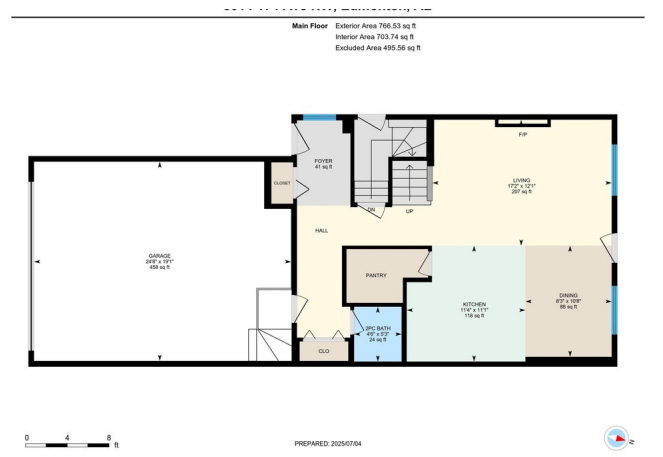 Main Floor Exterior Area 766.53 sq ft
Interior Area 703.74 sq ft
Excluded Area 495.56 sq ft
F/P
FOYER
41 sq ft
CLOSET
LIVING
17'2" x 12'1"
207 sq ft
DN
UP
HALL
GARAGE
24'8" x 19'1"
458 sq ft
PANTRY
KITCHEN
11'4" x 11'1"
118 sq ft
DINING
8'3" x 10'8"
88 sq ft
2PC BATH
4'6" x 5'3"
24 sq ft
CLO
0 4 8 ft
PREPARED: 2025/07/04
N